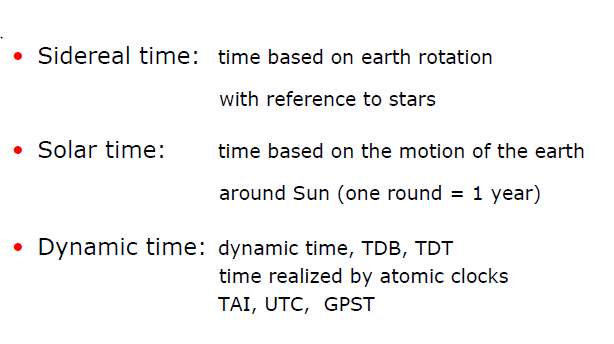 • Sidereal time: time based on earth rotation
with reference to stars
• Solar time: time based on the motion of the earth
around Sun (one round = 1 year)
• Dynamic time: dynamic time, TDB, TDT
time realized by atomic clocks
TAI, UTC, GPST